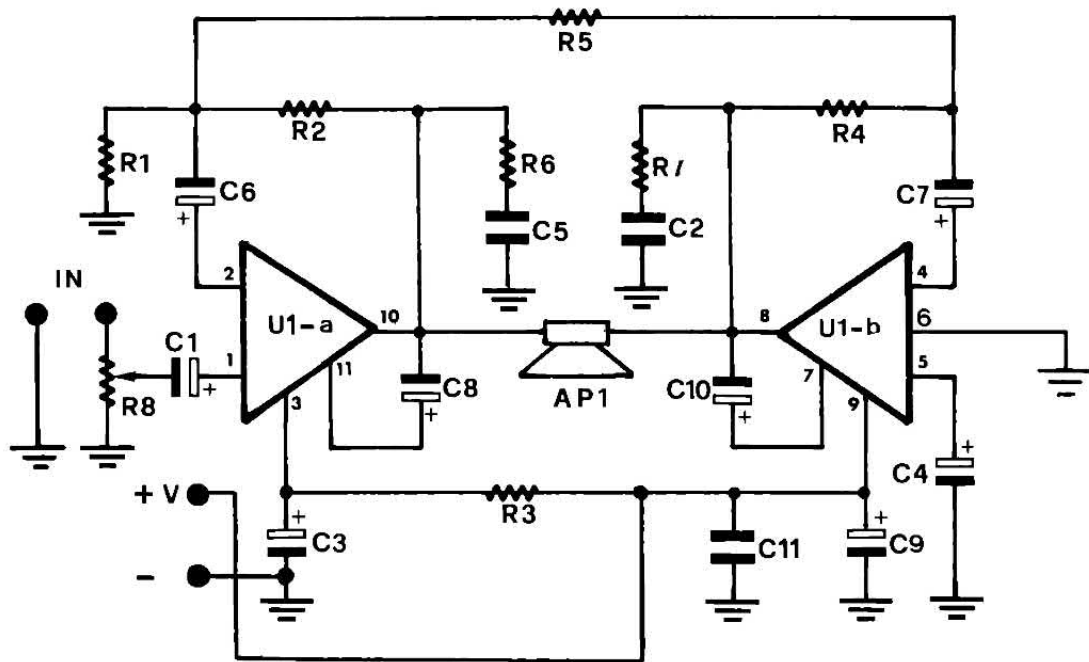 R5
R2
R4
R1
R6
R7
C6
C7
C5
C2
IN
2
4
U1-a
10
8
U1-b
6
C1
1
5
11
7
R8
3
C8
AP1
C10
9
C4
+ V
R3
+
C3
C11
C9
-
+
+
+
+
+
+
+
+